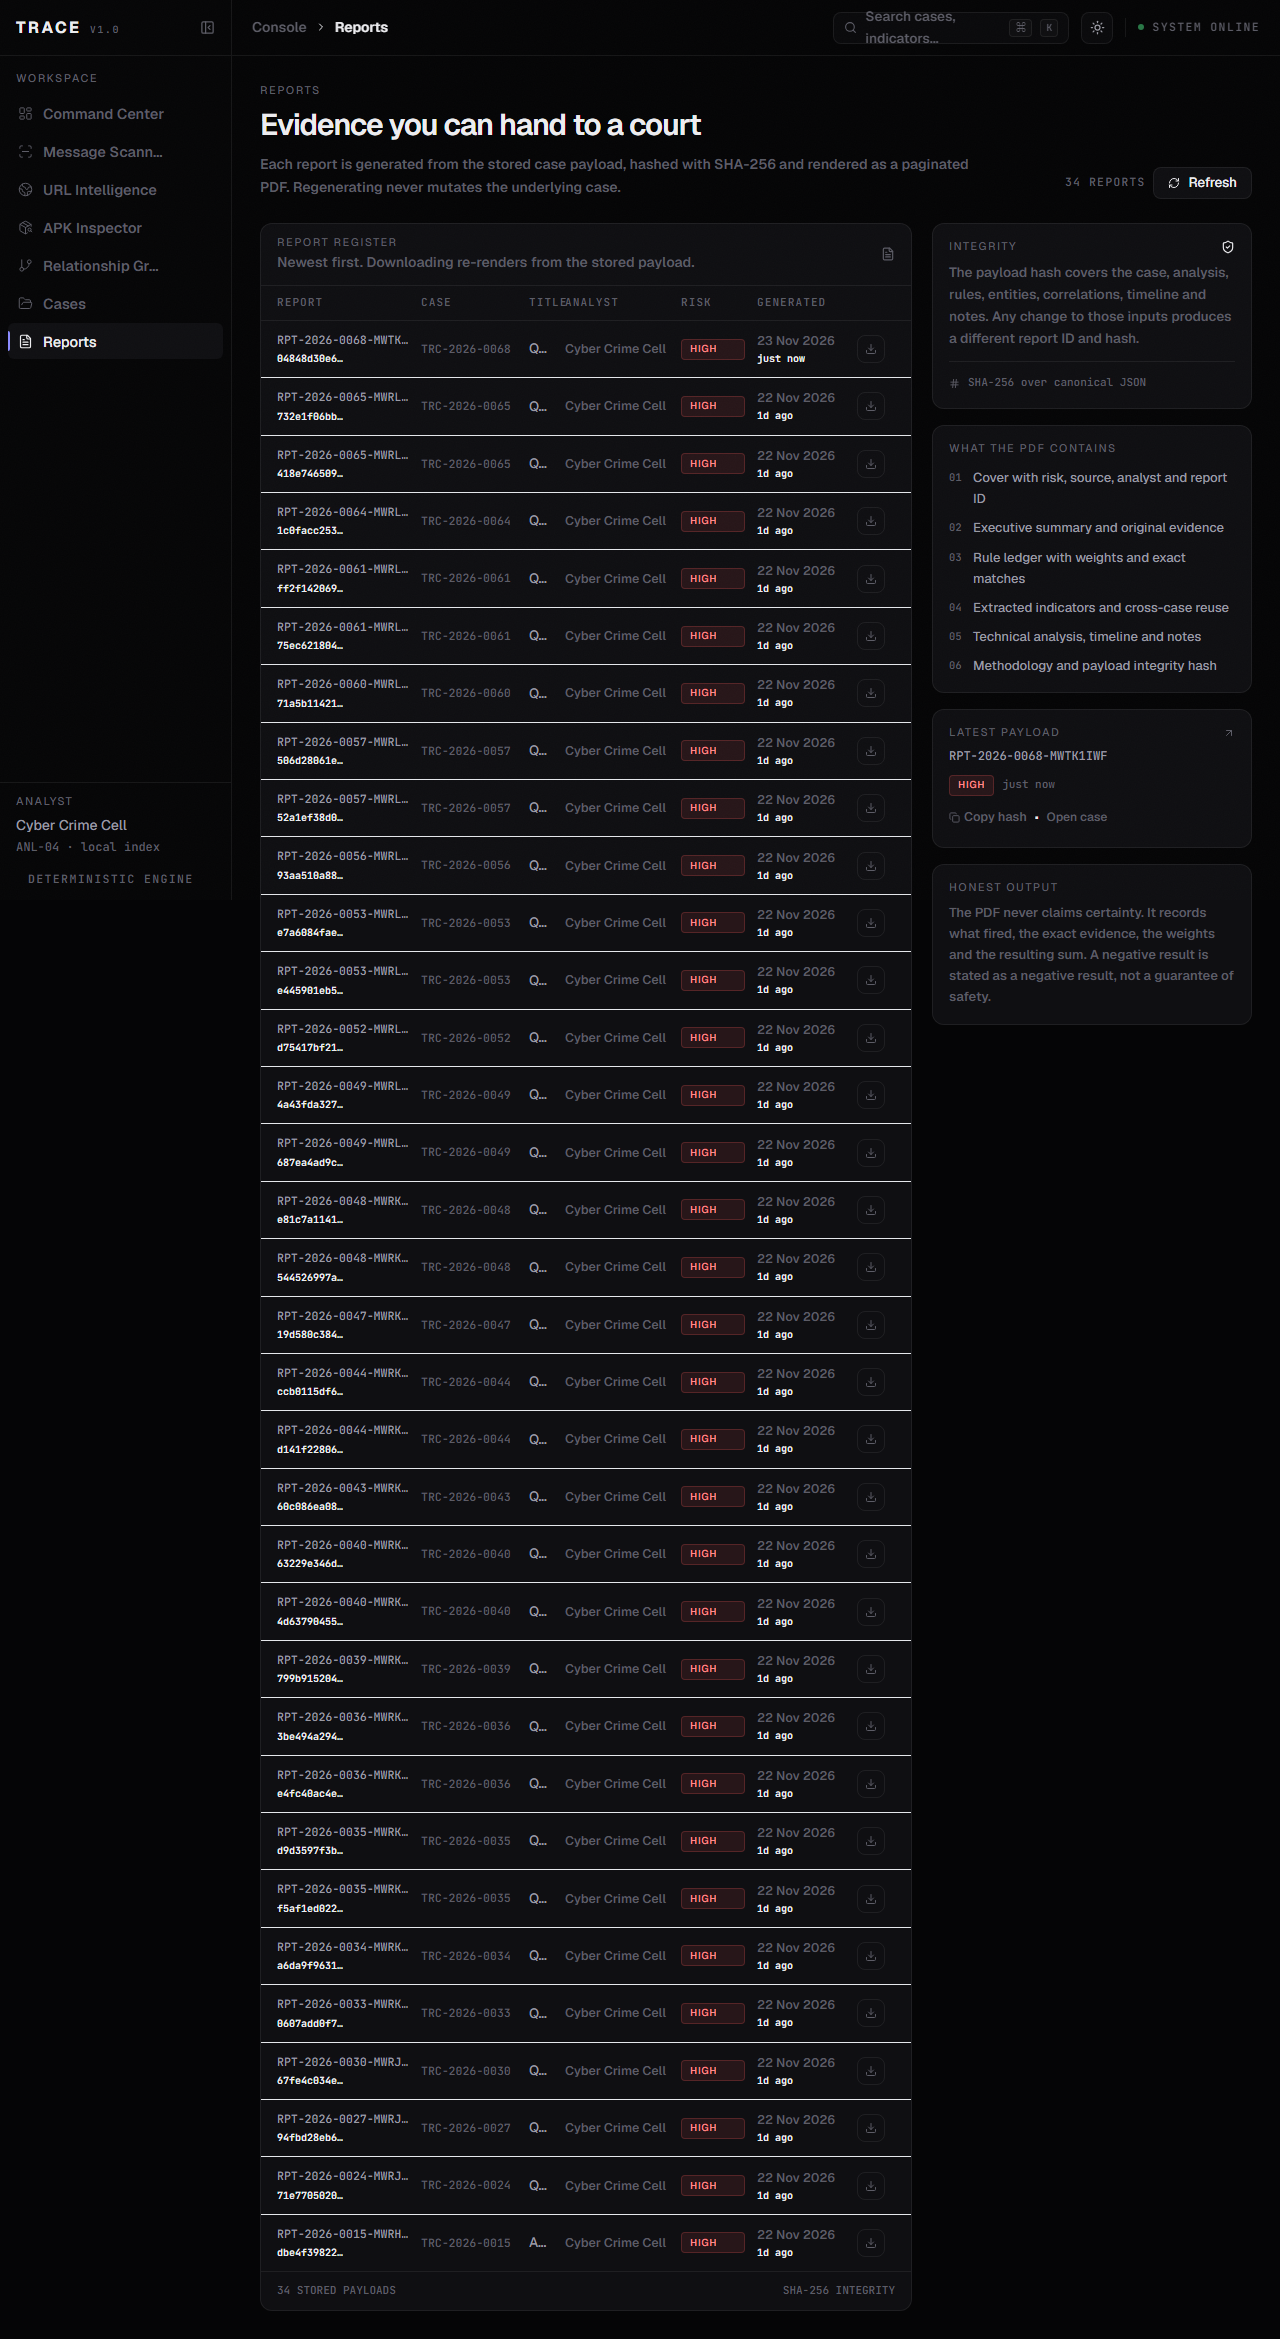 TRACE V1.0
Console > Reports
Search cases, indicators…
⌘ K
SYSTEM ONLINE
WORKSPACE
Command Center
Message Scann…
URL Intelligence
APK Inspector
Relationship Gr…
Cases
Reports
ANALYST
Cyber Crime Cell
ANL-04 · local index
DETERMINISTIC ENGINE
REPORTS
Evidence you can hand to a court
Each report is generated from the stored case payload, hashed with SHA-256 and rendered as a paginated
PDF. Regenerating never mutates the underlying case.
34 REPORTS
Refresh
REPORT REGISTER
Newest first. Downloading re-renders from the stored payload.
REPORT CASE TITLE ANALYST RISK GENERATED
RPT-2026-0068-MWTK… TRC-2026-0068 Q… Cyber Crime Cell HIGH 23 Nov 2026
04848d30e6… just now
RPT-2026-0065-MWRL… TRC-2026-0065 Q… Cyber Crime Cell HIGH 22 Nov 2026
732e1f06bb… 1d ago
RPT-2026-0065-MWRL… TRC-2026-0065 Q… Cyber Crime Cell HIGH 22 Nov 2026
418e746509… 1d ago
RPT-2026-0064-MWRL… TRC-2026-0064 Q… Cyber Crime Cell HIGH 22 Nov 2026
1c0facc253… 1d ago
RPT-2026-0061-MWRL… TRC-2026-0061 Q… Cyber Crime Cell HIGH 22 Nov 2026
ff2f142069… 1d ago
RPT-2026-0061-MWRL… TRC-2026-0061 Q… Cyber Crime Cell HIGH 22 Nov 2026
75ec621804… 1d ago
RPT-2026-0060-MWRL… TRC-2026-0060 Q… Cyber Crime Cell HIGH 22 Nov 2026
71a5b11421… 1d ago
RPT-2026-0057-MWRL… TRC-2026-0057 Q… Cyber Crime Cell HIGH 22 Nov 2026
506d28061e… 1d ago
RPT-2026-0057-MWRL… TRC-2026-0057 Q… Cyber Crime Cell HIGH 22 Nov 2026
52a1ef38d0… 1d ago
RPT-2026-0056-MWRL… TRC-2026-0056 Q… Cyber Crime Cell HIGH 22 Nov 2026
93aa510a88… 1d ago
RPT-2026-0053-MWRL… TRC-2026-0053 Q… Cyber Crime Cell HIGH 22 Nov 2026
e7a6084fae… 1d ago
RPT-2026-0053-MWRL… TRC-2026-0053 Q… Cyber Crime Cell HIGH 22 Nov 2026
e445901eb5… 1d ago
RPT-2026-0052-MWRL… TRC-2026-0052 Q… Cyber Crime Cell HIGH 22 Nov 2026
d75417bf21… 1d ago
RPT-2026-0049-MWRL… TRC-2026-0049 Q… Cyber Crime Cell HIGH 22 Nov 2026
4a43fda327… 1d ago
RPT-2026-0049-MWRL… TRC-2026-0049 Q… Cyber Crime Cell HIGH 22 Nov 2026
687ea4ad9c… 1d ago
RPT-2026-0048-MWRK… TRC-2026-0048 Q… Cyber Crime Cell HIGH 22 Nov 2026
e81c7a1141… 1d ago
RPT-2026-0048-MWRK… TRC-2026-0048 Q… Cyber Crime Cell HIGH 22 Nov 2026
544526997a… 1d ago
RPT-2026-0047-MWRK… TRC-2026-0047 Q… Cyber Crime Cell HIGH 22 Nov 2026
19d580c384… 1d ago
RPT-2026-0044-MWRK… TRC-2026-0044 Q… Cyber Crime Cell HIGH 22 Nov 2026
ccb0115df6… 1d ago
RPT-2026-0044-MWRK… TRC-2026-0044 Q… Cyber Crime Cell HIGH 22 Nov 2026
d141f22806… 1d ago
RPT-2026-0043-MWRK… TRC-2026-0043 Q… Cyber Crime Cell HIGH 22 Nov 2026
60c086ea08… 1d ago
RPT-2026-0040-MWRK… TRC-2026-0040 Q… Cyber Crime Cell HIGH 22 Nov 2026
63229e346d… 1d ago
RPT-2026-0040-MWRK… TRC-2026-0040 Q… Cyber Crime Cell HIGH 22 Nov 2026
4d63790455… 1d ago
RPT-2026-0039-MWRK… TRC-2026-0039 Q… Cyber Crime Cell HIGH 22 Nov 2026
799b915204… 1d ago
RPT-2026-0036-MWRK… TRC-2026-0036 Q… Cyber Crime Cell HIGH 22 Nov 2026
3be494a294… 1d ago
RPT-2026-0036-MWRK… TRC-2026-0036 Q… Cyber Crime Cell HIGH 22 Nov 2026
e4fc40ac4e… 1d ago
RPT-2026-0035-MWRK… TRC-2026-0035 Q… Cyber Crime Cell HIGH 22 Nov 2026
d9d3597f3b… 1d ago
RPT-2026-0035-MWRK… TRC-2026-0035 Q… Cyber Crime Cell HIGH 22 Nov 2026
f5af1ed022… 1d ago
RPT-2026-0034-MWRK… TRC-2026-0034 Q… Cyber Crime Cell HIGH 22 Nov 2026
a6da9f9631… 1d ago
RPT-2026-0033-MWRK… TRC-2026-0033 Q… Cyber Crime Cell HIGH 22 Nov 2026
0607add0f7… 1d ago
RPT-2026-0030-MWRJ… TRC-2026-0030 Q… Cyber Crime Cell HIGH 22 Nov 2026
67fe4c034e… 1d ago
RPT-2026-0027-MWRJ… TRC-2026-0027 Q… Cyber Crime Cell HIGH 22 Nov 2026
94fbd28eb6… 1d ago
RPT-2026-0024-MWRJ… TRC-2026-0024 Q… Cyber Crime Cell HIGH 22 Nov 2026
71e7705020… 1d ago
RPT-2026-0015-MWRH… TRC-2026-0015 A… Cyber Crime Cell HIGH 22 Nov 2026
dbe4f39822… 1d ago
34 STORED PAYLOADS SHA-256 INTEGRITY
INTEGRITY
The payload hash covers the case, analysis,
rules, entities, correlations, timeline and
notes. Any change to those inputs produces
a different report ID and hash.
# SHA-256 over canonical JSON
WHAT THE PDF CONTAINS
01 Cover with risk, source, analyst and report
ID
02 Executive summary and original evidence
03 Rule ledger with weights and exact
matches
04 Extracted indicators and cross-case reuse
05 Technical analysis, timeline and notes
06 Methodology and payload integrity hash
LATEST PAYLOAD
RPT-2026-0068-MWTK1IWF
HIGH just now
Copy hash • Open case
HONEST OUTPUT
The PDF never claims certainty. It records
what fired, the exact evidence, the weights
and the resulting sum. A negative result is
stated as a negative result, not a guarantee of
safety.